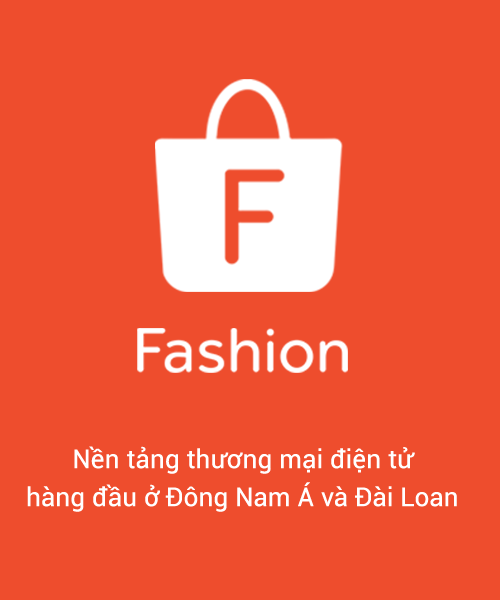 F
Fashion
Nền tảng thương mại điện tử
hàng đầu ở Đông Nam Á và Đài Loan